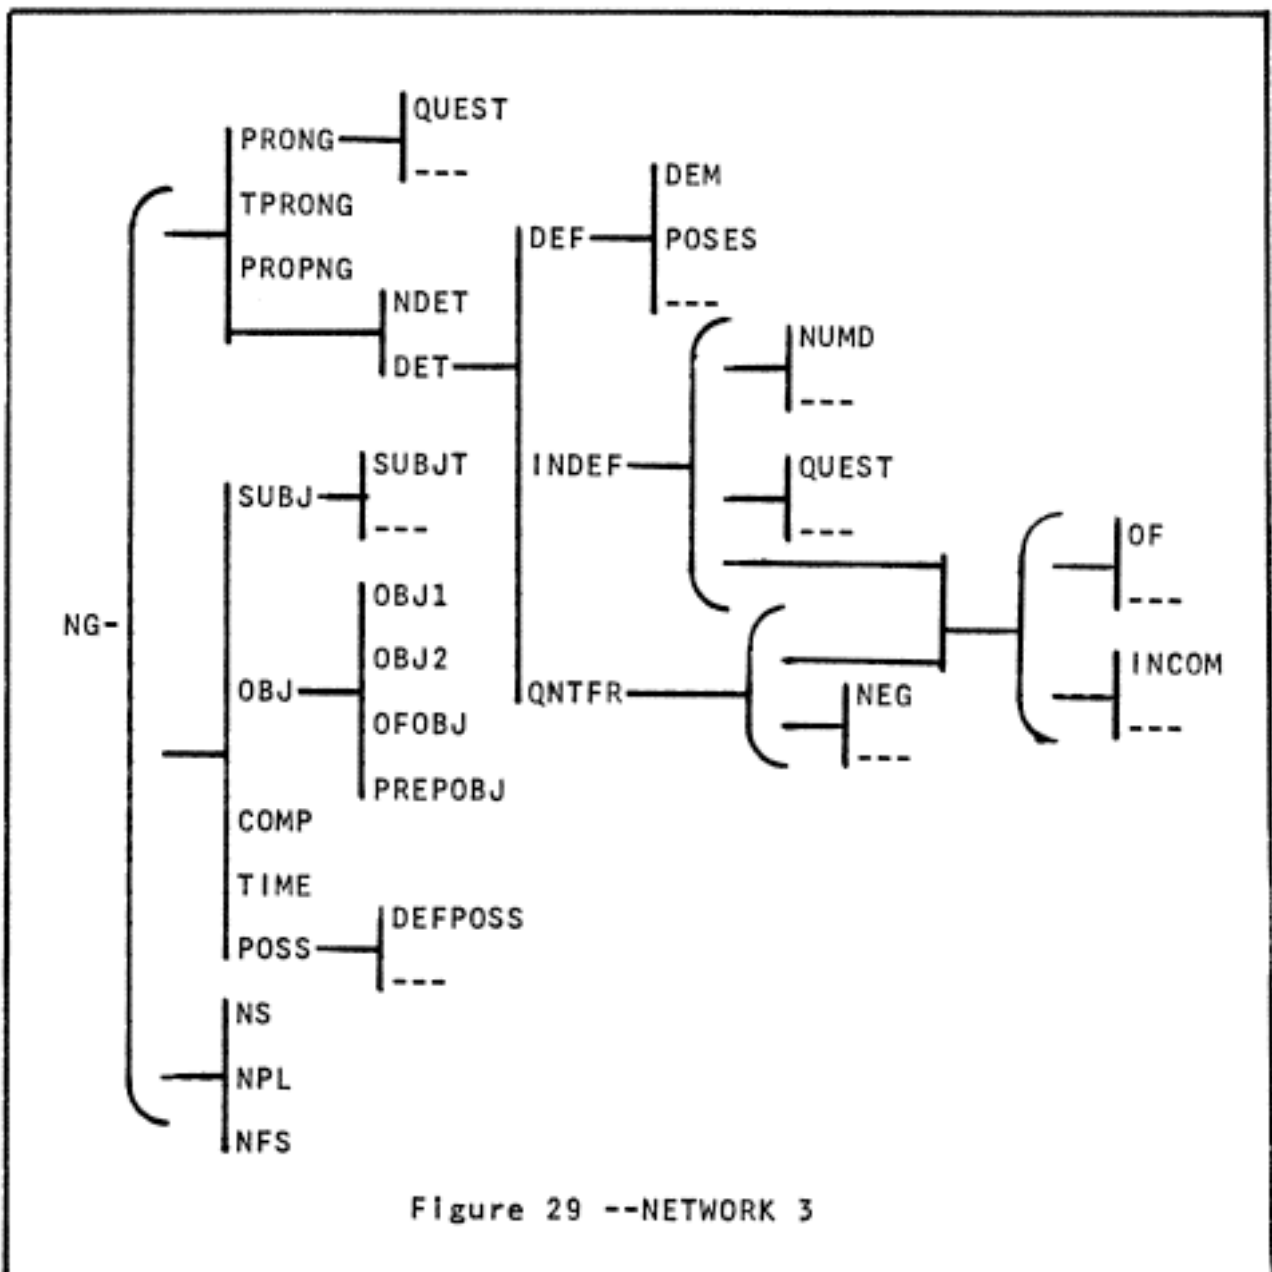 QUEST
PRONG
---
DEM
TPRONG
DEF
POSES
PROPNG
NDET
---
NUMD
DET
---
SUBJT
INDEF
QUEST
SUBJ
---
---
OF
OBJ1
---
NG-
OBJ2
INCOM
OBJ
QNTFR
NEG
OFOBJ
---
---
PREPOBJ
COMP
TIME
DEFPOSS
POSS
---
NS
NPL
NFS
Figure 29 --NETWORK 3